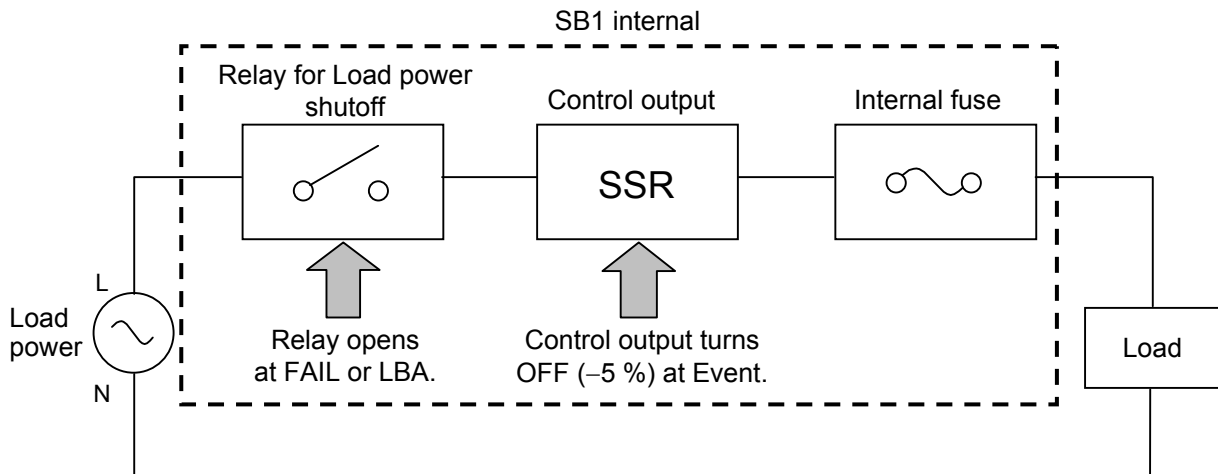 SB1 internal
Relay for Load power
shutoff
Control output
Internal fuse
SSR
L
Load
power
N
Relay opens
at FAIL or LBA.
Control output turns
OFF (−5 %) at Event.
Load